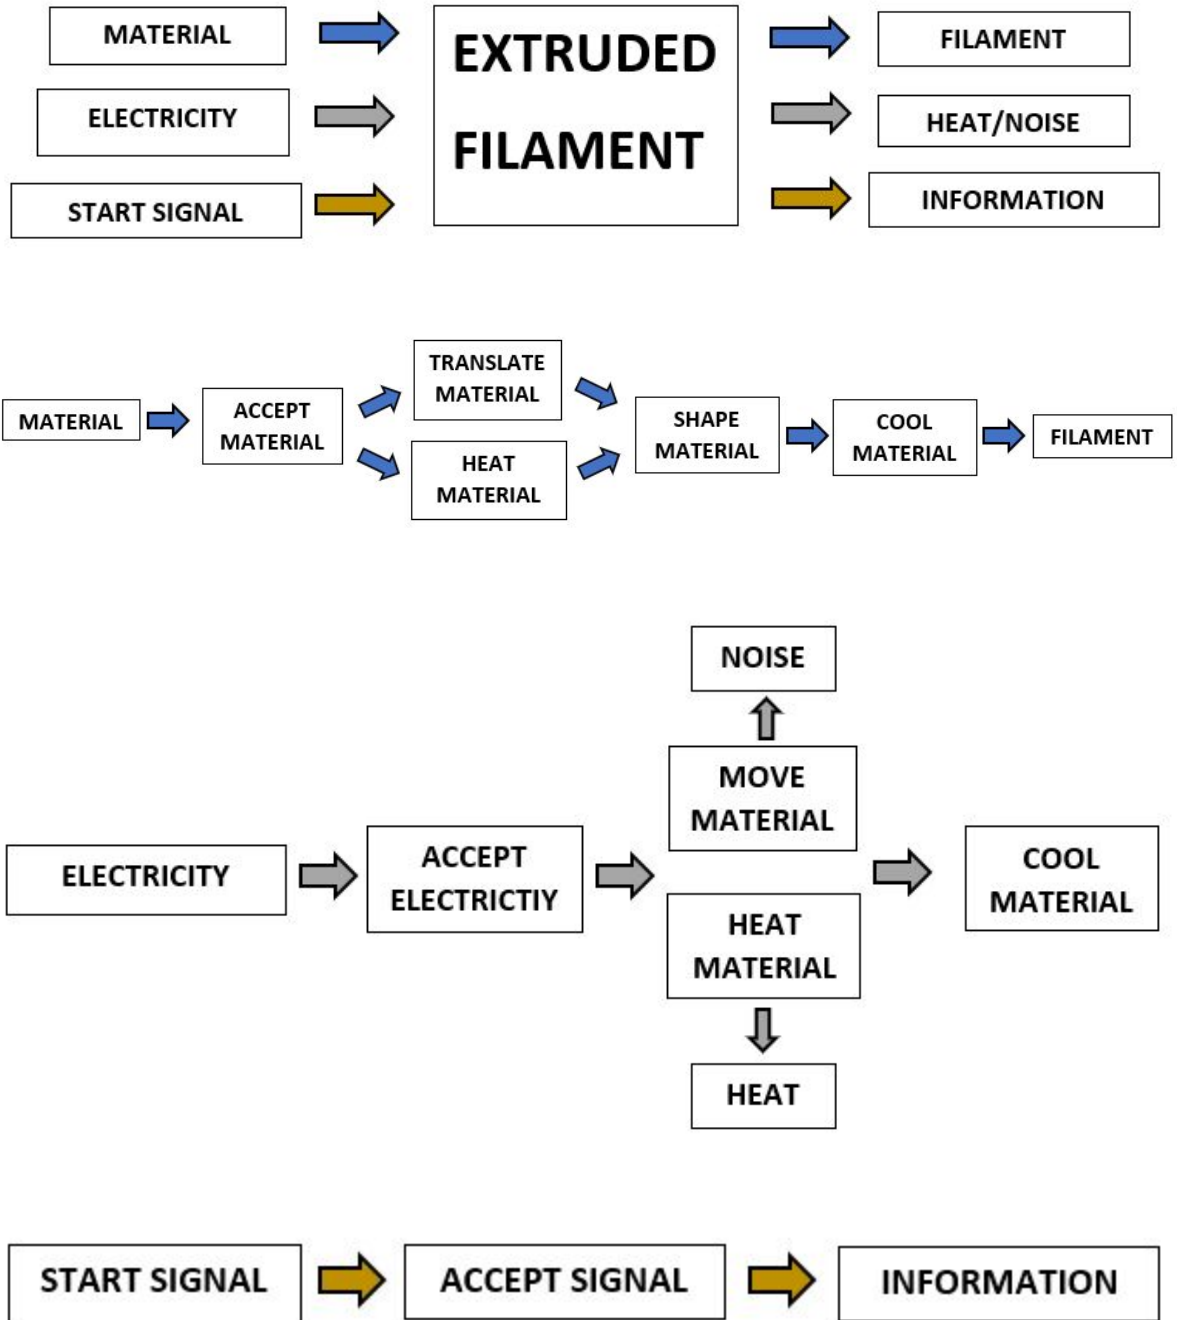 MATERIAL
EXTRUDED
FILAMENT
FILAMENT
ELECTRICITY
HEAT/NOISE
START SIGNAL
INFORMATION
MATERIAL
ACCEPT
MATERIAL
TRANSLATE
MATERIAL
HEAT
MATERIAL
SHAPE
MATERIAL
COOL
MATERIAL
FILAMENT
NOISE
MOVE
MATERIAL
ELECTRICITY
ACCEPT
ELECTRICTIY
HEAT
MATERIAL
COOL
MATERIAL
HEAT
START SIGNAL
ACCEPT SIGNAL
INFORMATION